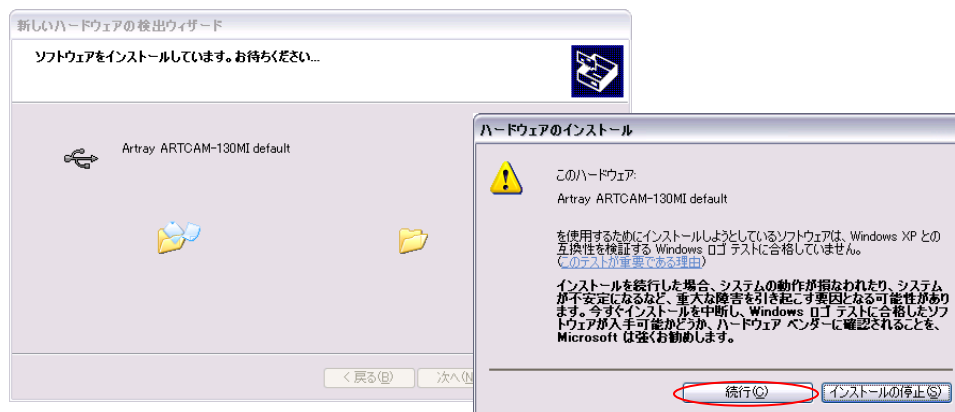 新しいハードウェアの検出ウィザード
ソフトウェアをインストールしています。お待ちください...
Artray ARTCAM-130MI default
< 戻る(B)
次へ(N
ハードウェアのインストール
このハードウェア:
Artray ARTCAM-130MI default
を使用するためにインストールしようとしているソフトウェアは、Windows XP との
互換性を検証する Windows ロゴ テストに合格していません。
(このテストが重要である理由)
インストールを続行した場合、システムの動作が損なわれたり、システム
が不安定になるなど、重大な障害を引き起こす要因となる可能性があり
ます。今すぐインストールを中断し、Windows ロゴ テストに合格したソフ
トウェアが入手可能かどうか、ハードウェア ベンダーに確認されることを、
Microsoft は強くお勧めします。
続行(C)
インストールの停止(S)